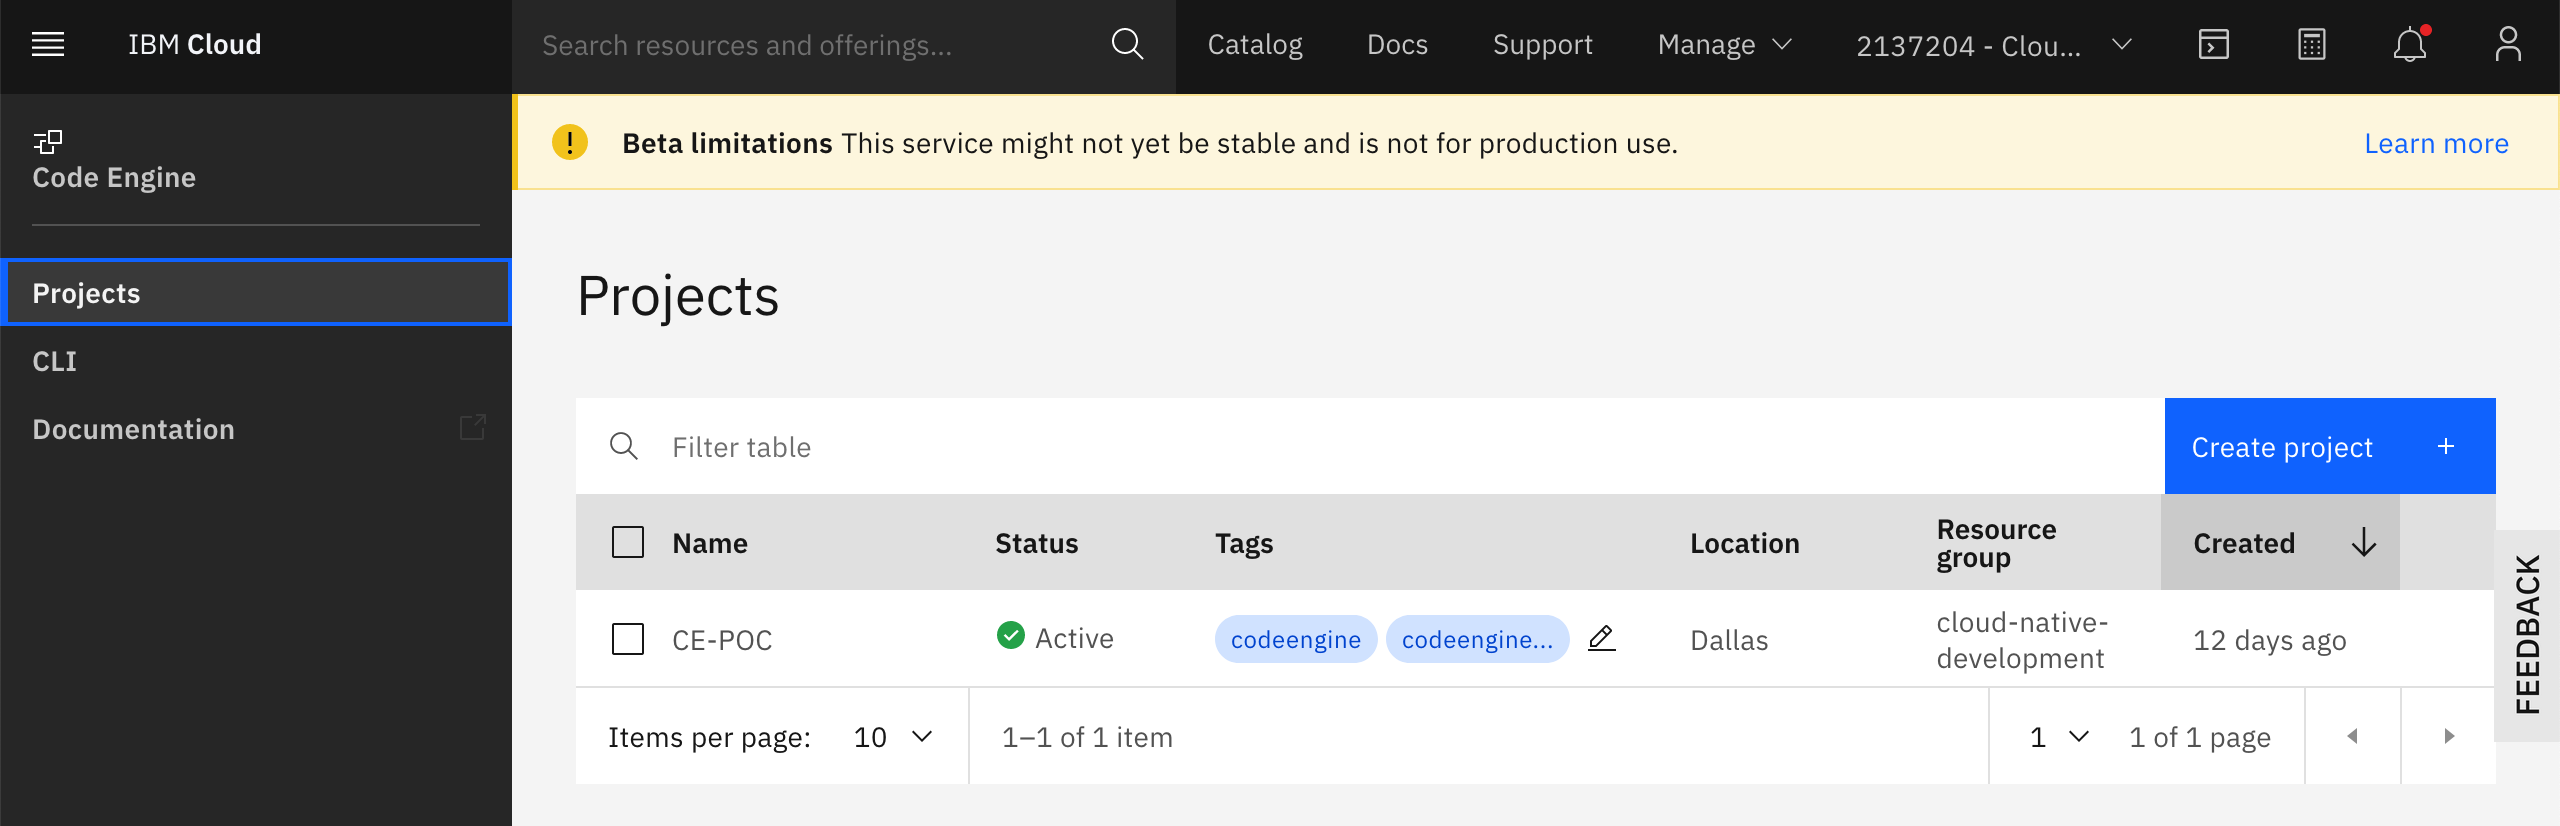 IBM Cloud
Search resources and offerings...
Catalog
Docs
Support
Manage
2137204 - Clou...
Code Engine
Projects
CLI
Documentation
Beta limitations This service might not yet be stable and is not for production use.
Learn more
Projects
Filter table
Create project +
Name
Status
Tags
Location
Resource
group
Created
CE-POC
Active
codeengine
codeengine...
Dallas
cloud-native-
development
12 days ago
Items per page: 10
1–1 of 1 item
1
1 of 1 page
FEEDBACK